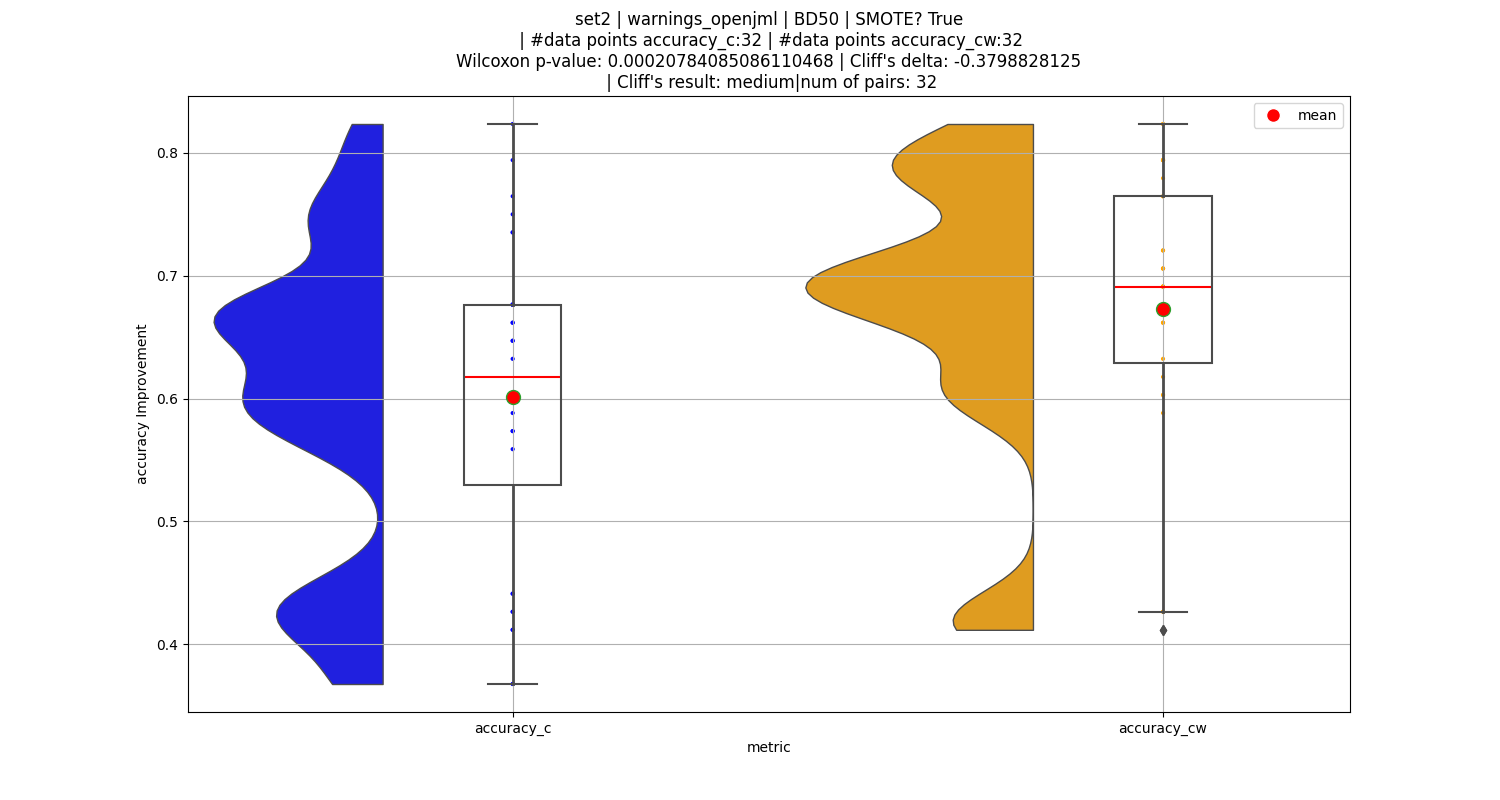 set2 | warnings_openjml | BD50 | SMOTE? True
| #data points accuracy_c:32 | #data points accuracy_cw:32
Wilcoxon p-value: 0.00020784085086110468 | Cliff's delta: -0.3798828125
| Cliff's result: medium|num of pairs: 32
mean
0.8
0.7
0.6
0.5
0.4
accuracy Improvement
accuracy_c
accuracy_cw
metric